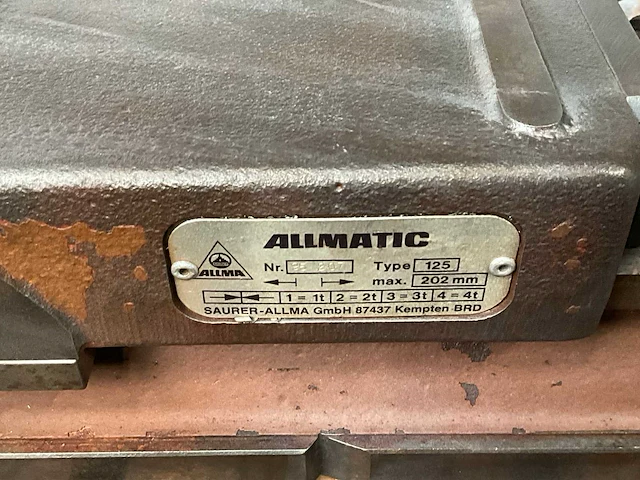 ALLMATIC
ALLMA
Nr. Type 125
max. 202 mm
1=1t 2=2t 3=3t 4=4t
SAURER-ALLMA GmbH 87437 Kempten BRD